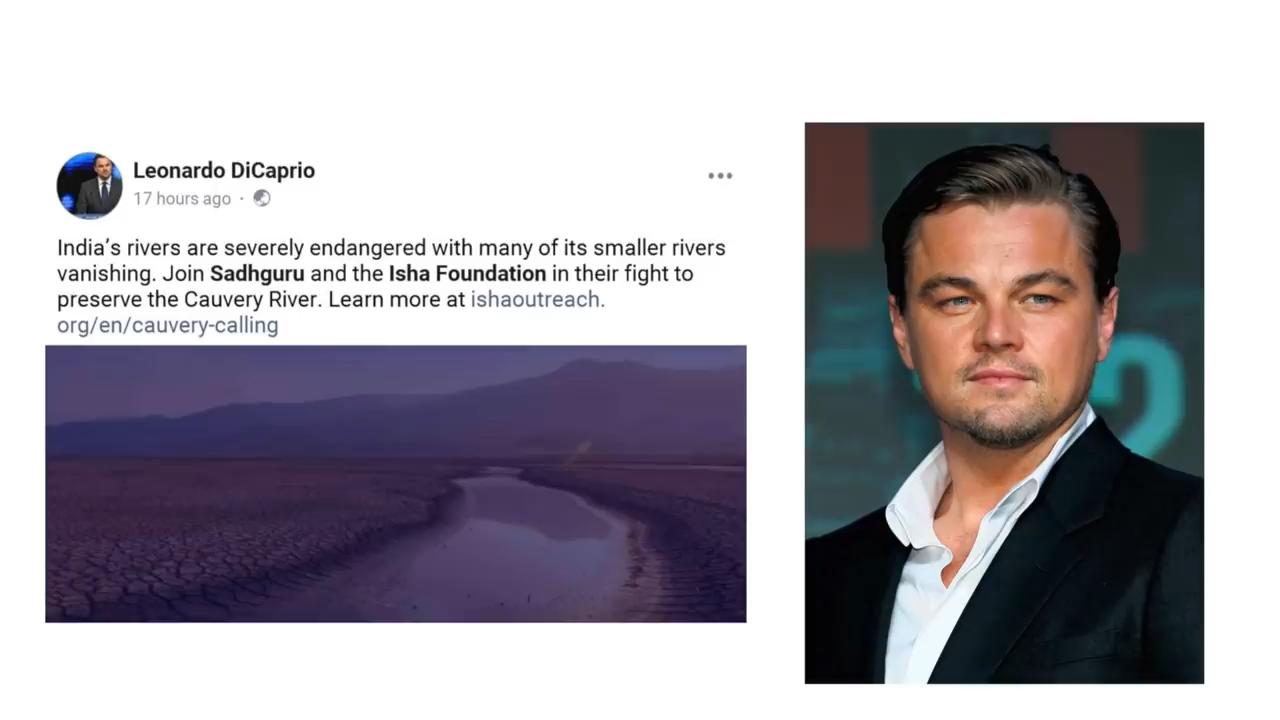 Leonardo DiCaprio
17 hours ago ·
India’s rivers are severely endangered with many of its smaller rivers
vanishing. Join Sadhguru and the Isha Foundation in their fight to
preserve the Cauvery River. Learn more at ishaoutreach.
org/en/cauvery-calling
2